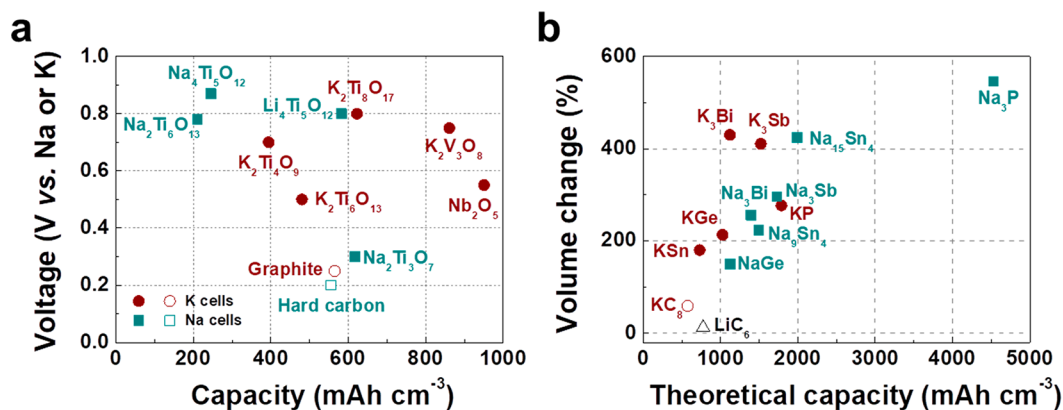 a
Voltage (V vs. Na or K)
1.0
0.8
0.6
0.4
0.2
0.0
0
200
400
600
800
1000
Capacity (mAh cm⁻³)
Na₄Ti₅O₁₂
Na₂Ti₆O₁₃
Li₄Ti₅O₁₂
K₂Ti₈O₁₇
K₂V₃O₈
K₂Ti₄O₉
K₂Ti₆O₁₃
Nb₂O₅
Na₂Ti₃O₇
Graphite
Hard carbon
K cells
Na cells
b
Volume change (%)
600
400
200
0
0
1000
2000
3000
4000
5000
Theoretical capacity (mAh cm⁻³)
Na₃P
K₃Bi
K₃Sb
Na₁₅Sn₄
Na₃Bi
Na₃Sb
KP
KGe
Na₉Sn₄
KSn
NaGe
KC₈
LiC₆